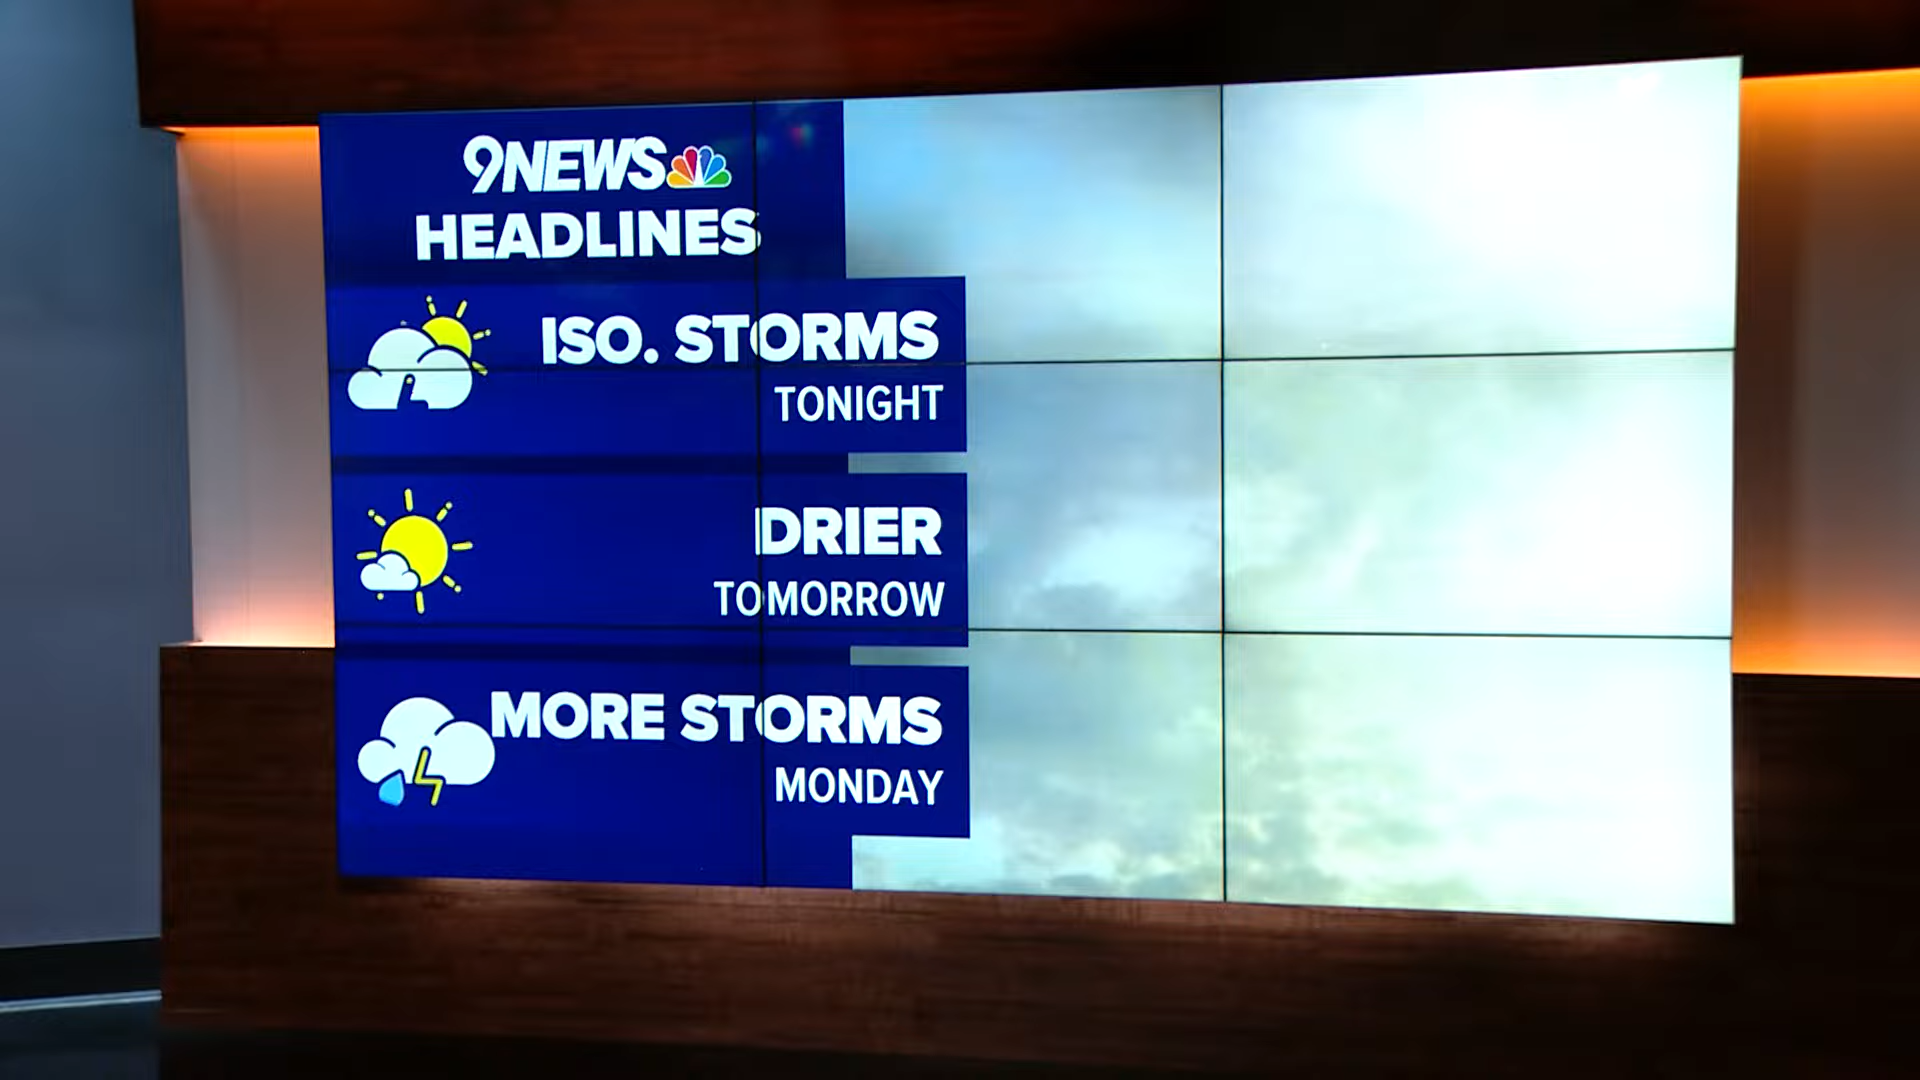 9NEWS
HEADLINES
ISO. STORMS
TONIGHT
DRIER
TOMORROW
MORE STORMS
MONDAY